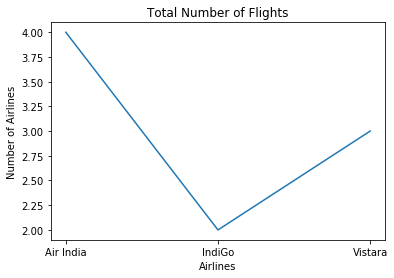 Total Number of Flights
4.00
3.75
3.50
3.25
3.00
2.75
2.50
2.25
2.00
Number of Airlines
Air India
IndiGo
Vistara
Airlines